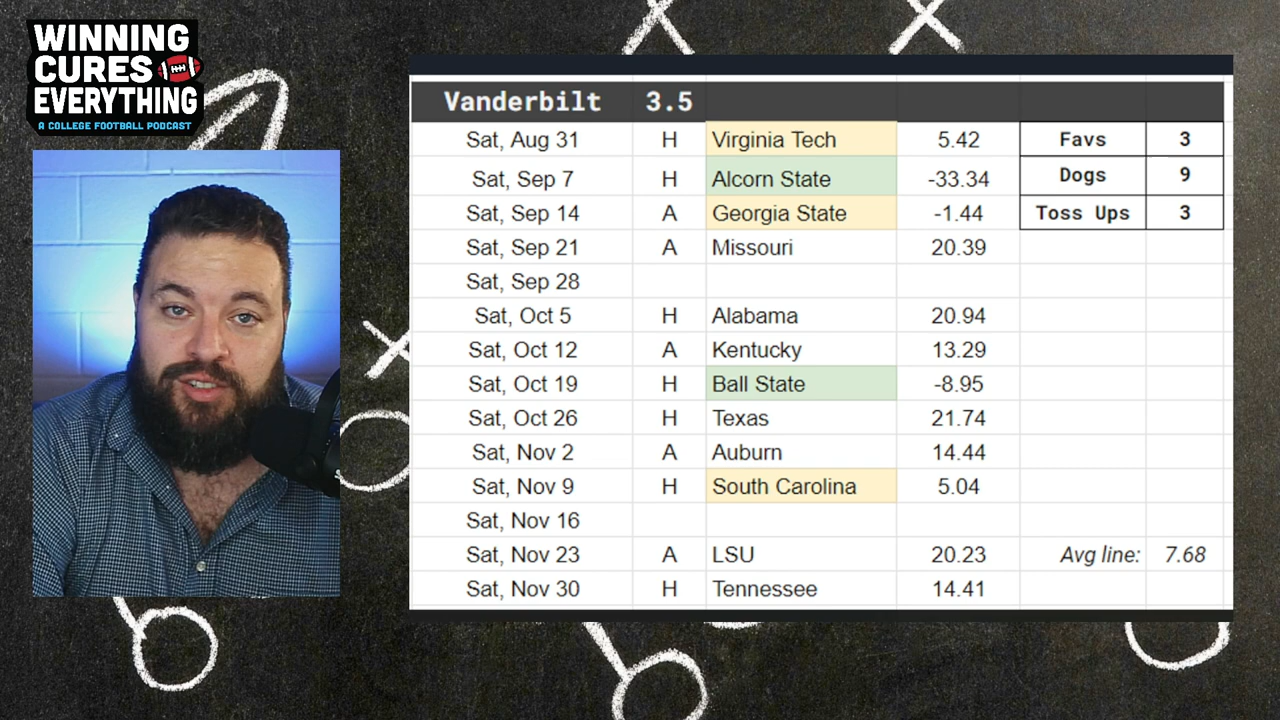 WINNING
CURES
EVERYTHING
A COLLEGE FOOTBALL PODCAST
Vanderbilt 3.5
Sat, Aug 31 H Virginia Tech 5.42 Favs 3
Sat, Sep 7 H Alcorn State -33.34 Dogs 9
Sat, Sep 14 A Georgia State -1.44 Toss Ups 3
Sat, Sep 21 A Missouri 20.39
Sat, Sep 28
Sat, Oct 5 H Alabama 20.94
Sat, Oct 12 A Kentucky 13.29
Sat, Oct 19 H Ball State -8.95
Sat, Oct 26 H Texas 21.74
Sat, Nov 2 A Auburn 14.44
Sat, Nov 9 H South Carolina 5.04
Sat, Nov 16
Sat, Nov 23 A LSU 20.23 Avg line: 7.68
Sat, Nov 30 H Tennessee 14.41